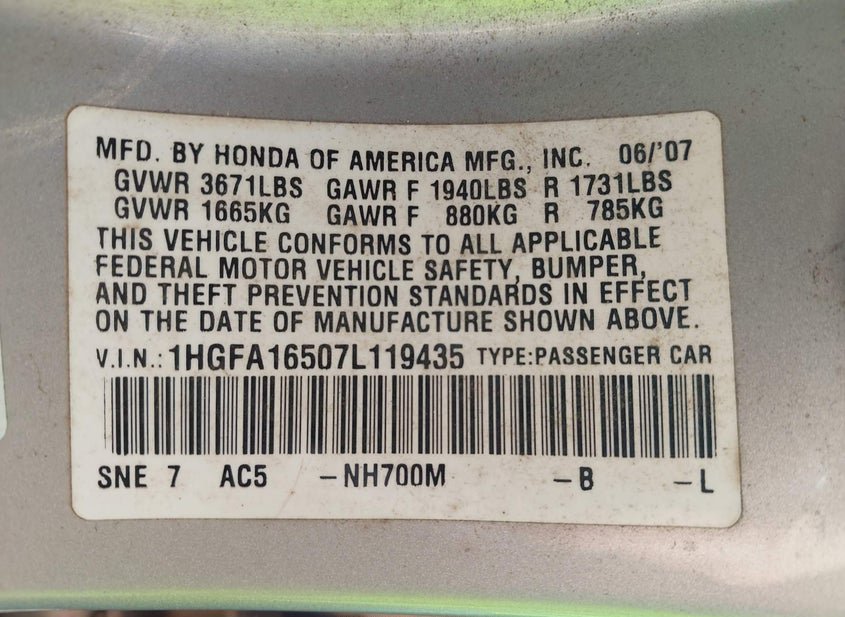 MFD. BY HONDA OF AMERICA MFG., INC. 06/'07
GVWR 3671LBS GAWR F 1940LBS R 1731LBS
GVWR 1665KG GAWR F 880KG R 785KG
THIS VEHICLE CONFORMS TO ALL APPLICABLE
FEDERAL MOTOR VEHICLE SAFETY, BUMPER,
AND THEFT PREVENTION STANDARDS IN EFFECT
ON THE DATE OF MANUFACTURE SHOWN ABOVE.
V.I.N.: 1HGFA16507L119435 TYPE:PASSENGER CAR
SNE 7 AC5 -NH700M -B -L